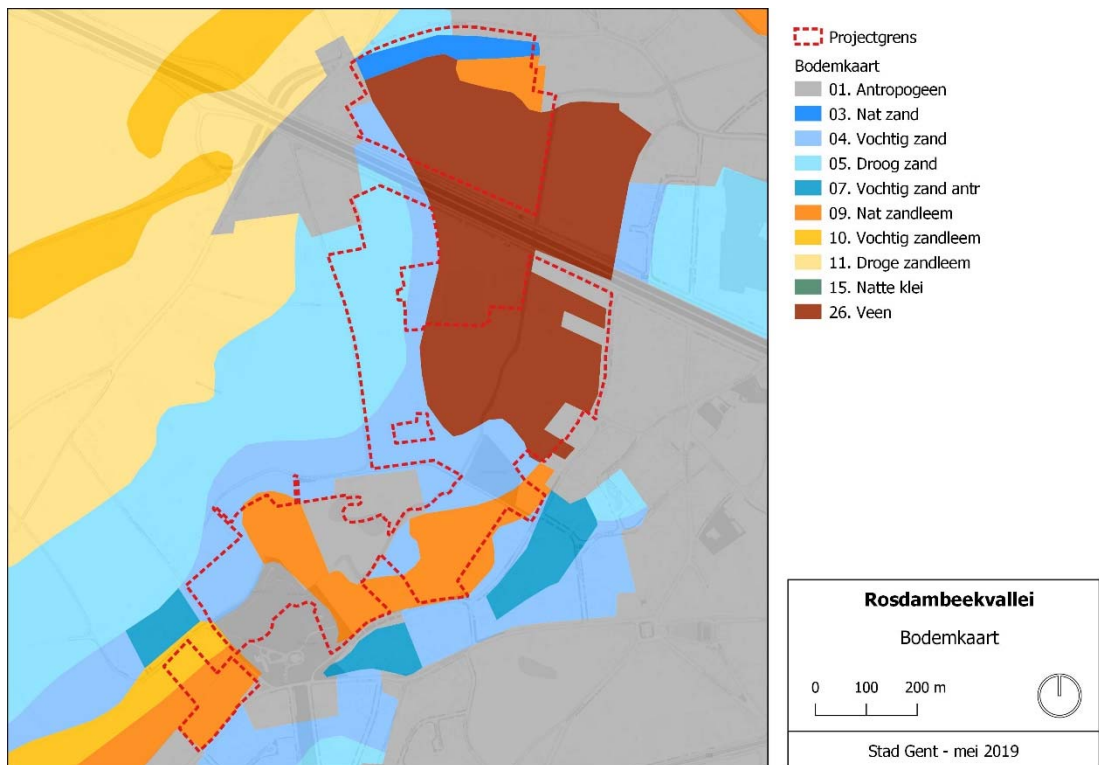 Projectgrens
Bodemkaart
01. Antropogeen
03. Nat zand
04. Vochtig zand
05. Droog zand
07. Vochtig zand antr
09. Nat zandleem
10. Vochtig zandleem
11. Droge zandleem
15. Natte klei
26. Veen
Rosdambeekvallei
Bodemkaart
0 100 200 m
Stad Gent - mei 2019